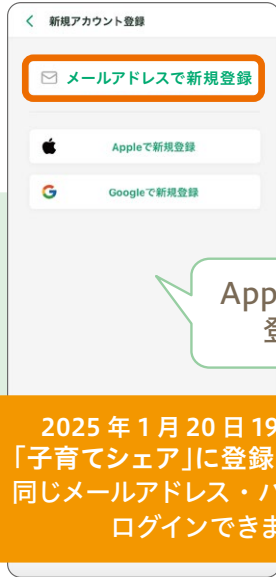 新規アカウント登録
メールアドレスで新規登録
Appleで新規登録
Googleで新規登録
App
登
2025 年 1 月 20 日 19
「子育てシェア」に登録
同じメールアドレス・パ
ログインできま